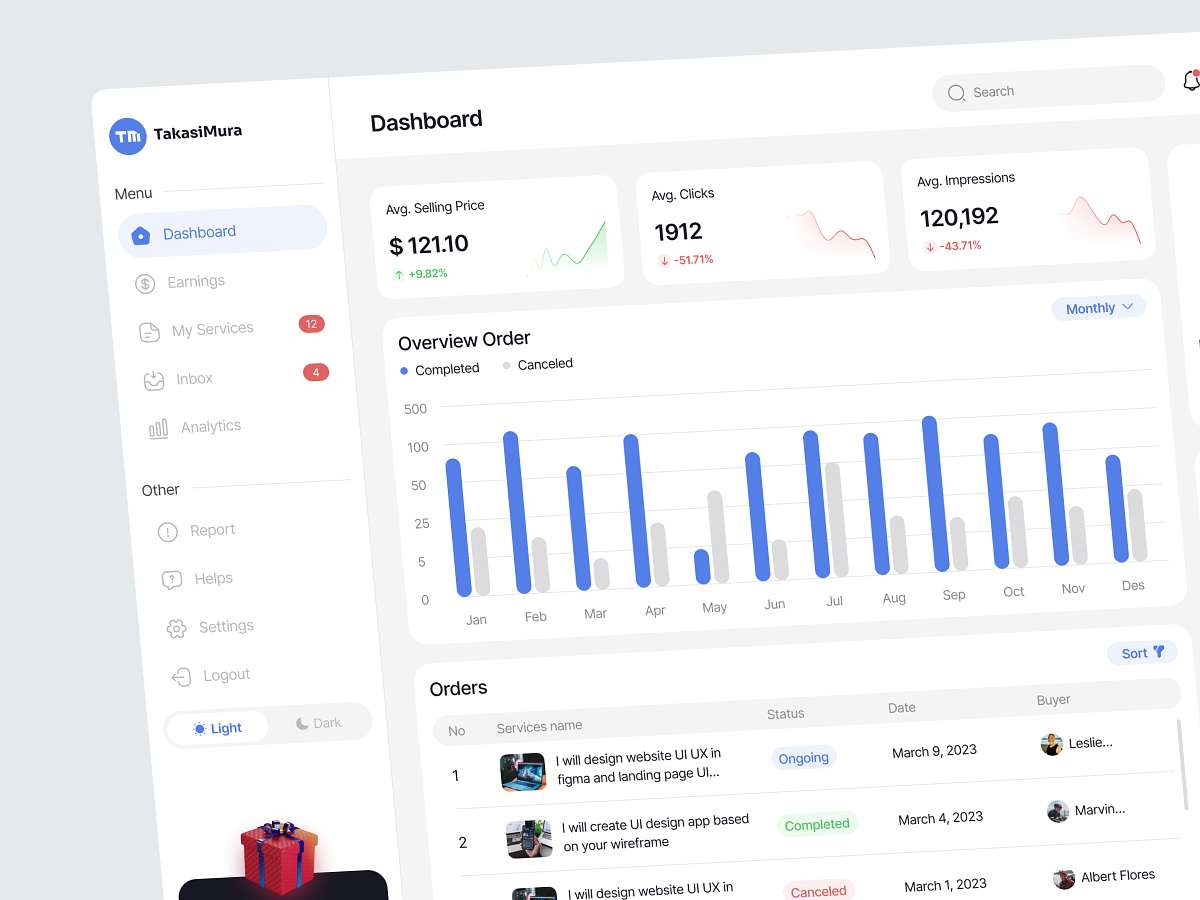 TM TakasiMura
Menu
Dashboard
Earnings
My Services 12
Inbox 4
Analytics
Other
Report
Helps
Settings
Logout
Light Dark
Dashboard
Search
Avg. Selling Price
$ 121.10
+9.82%
Avg. Clicks
1912
-51.71%
Avg. Impressions
120,192
-43.71%
Overview Order
Monthly
Completed Canceled
500
100
50
25
5
0
Jan Feb Mar Apr May Jun Jul Aug Sep Oct Nov Des
Orders
Sort
No Services name Status Date Buyer
1 I will design website UI UX in
figma and landing page UI...
Ongoing March 9, 2023 Leslie...
2 I will create UI design app based
on your wireframe
Completed March 4, 2023 Marvin...
I will design website UI UX in
Canceled March 1, 2023 Albert Flores